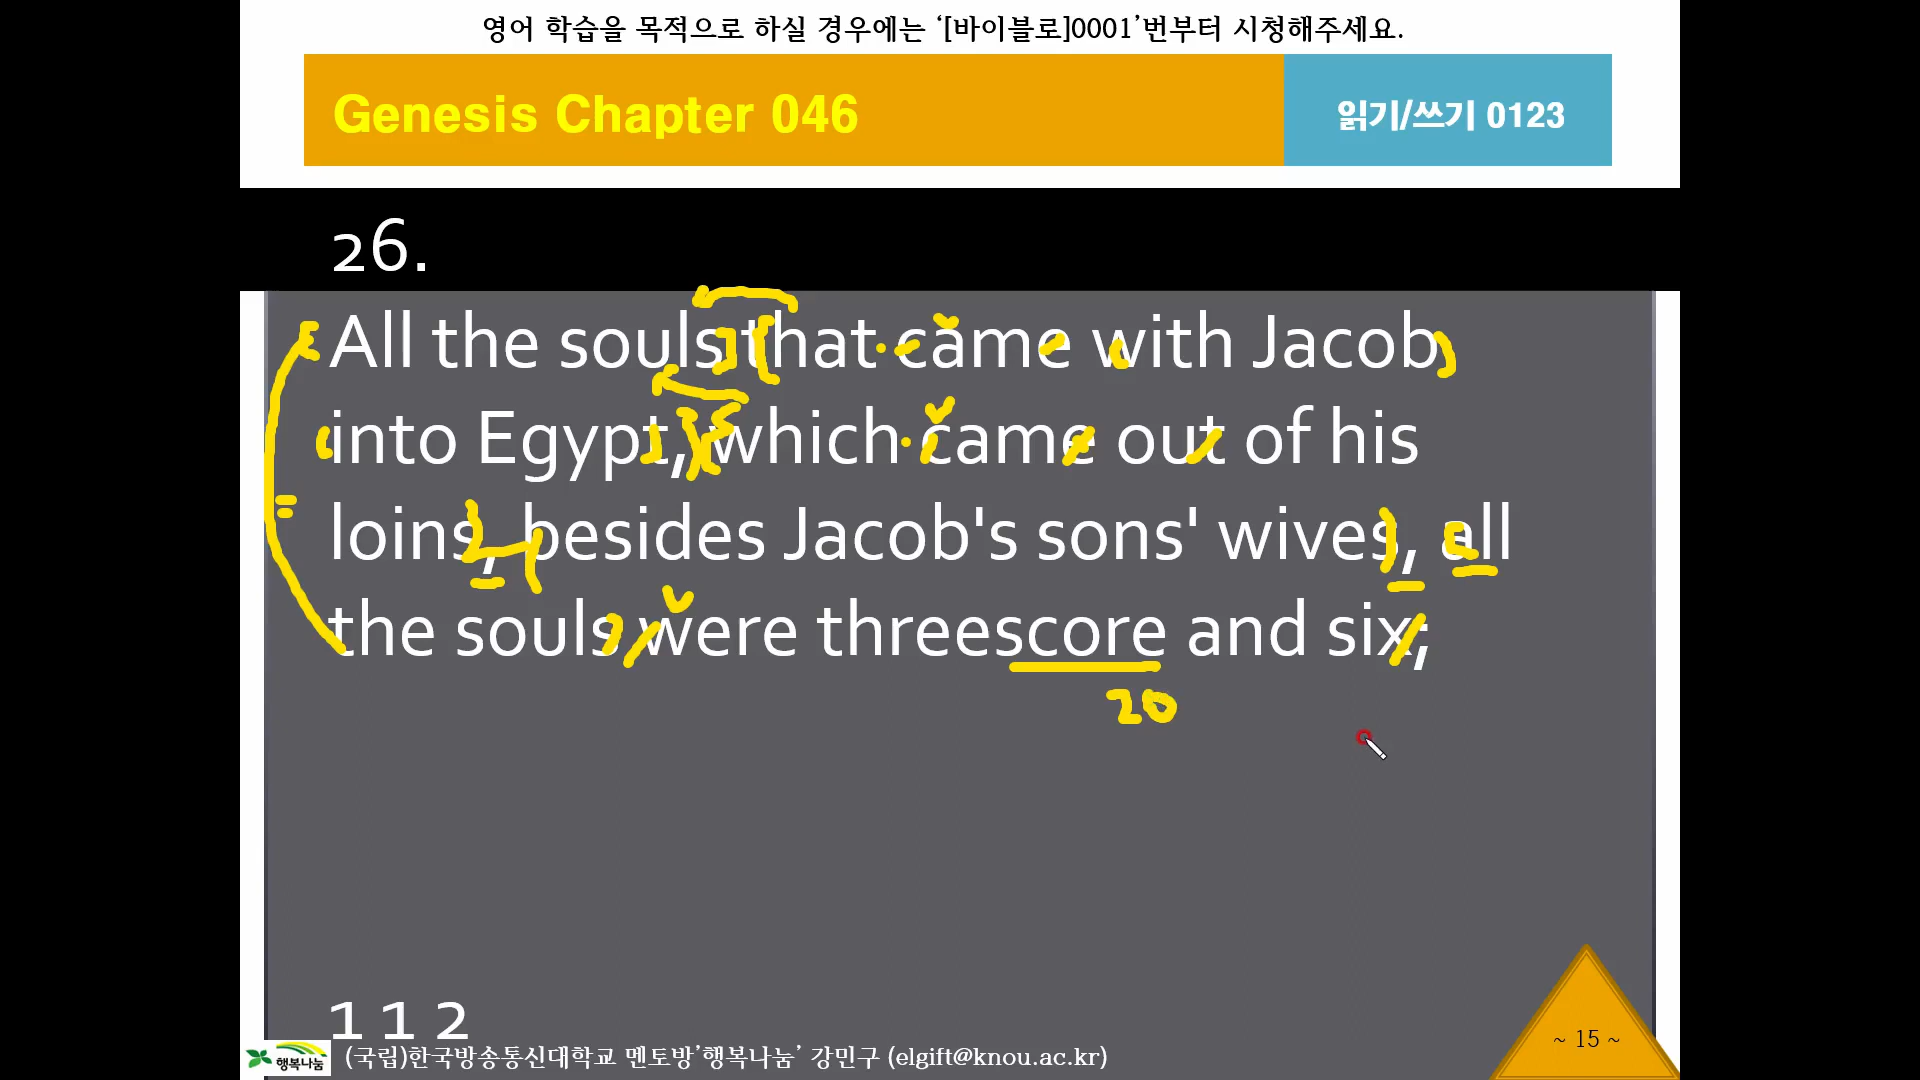 영어 학습을 목적으로 하실 경우에는 ‘[바이블로]0001’번부터 시청해주세요.
Genesis Chapter 046
읽기/쓰기 0123
26.
All the souls that came with Jacob
into Egypt, which came out of his
loins, besides Jacob's sons' wives, all
the souls were threescore and six;
20
1 1 2
행복나눔
(국립)한국방송통신대학교 멘토방’행복나눔’ 강민구 (elgift@knou.ac.kr)
~ 15 ~